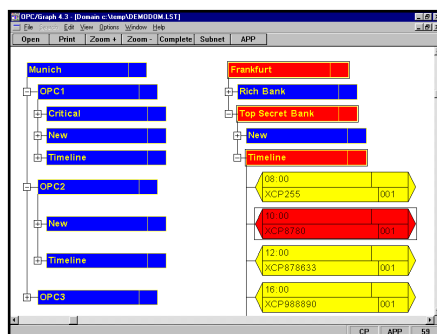 OPC/Graph 4.3 - [Domain c:\temp\DEMODOM.LST]
File Search Edit View Options Window Help
Open Print Zoom + Zoom - Complete Subnet APP
Munich
OPC1
Critical
New
Timeline
OPC2
New
Timeline
OPC3
Frankfurt
Rich Bank
Top Secret Bank
New
Timeline
08:00
XCP255 001
10:00
XCP8780 001
12:00
XCP878633 001
16:00
XCP988890 001
CP APP 59